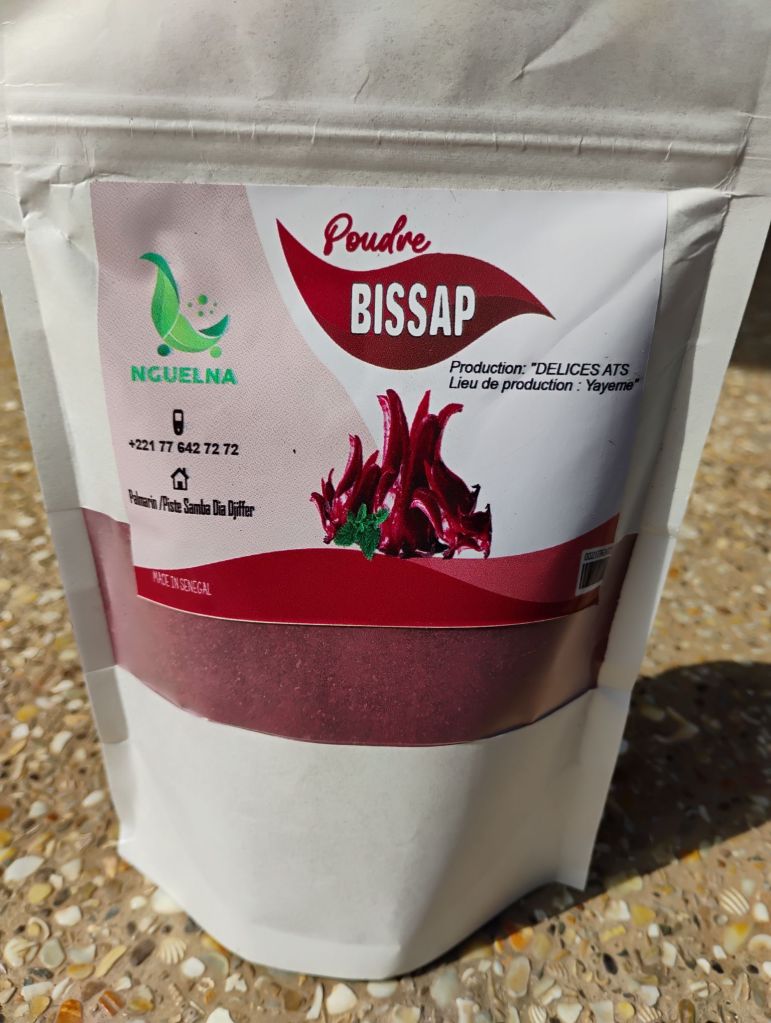 Poudre
BISSAP
Production: "DELICES ATS
Lieu de production : Yayeme"
NGUELNA
+221 77 642 72 72
Palmarin /Piste Samba Dia Djiffer
MADE IN SENEGAL